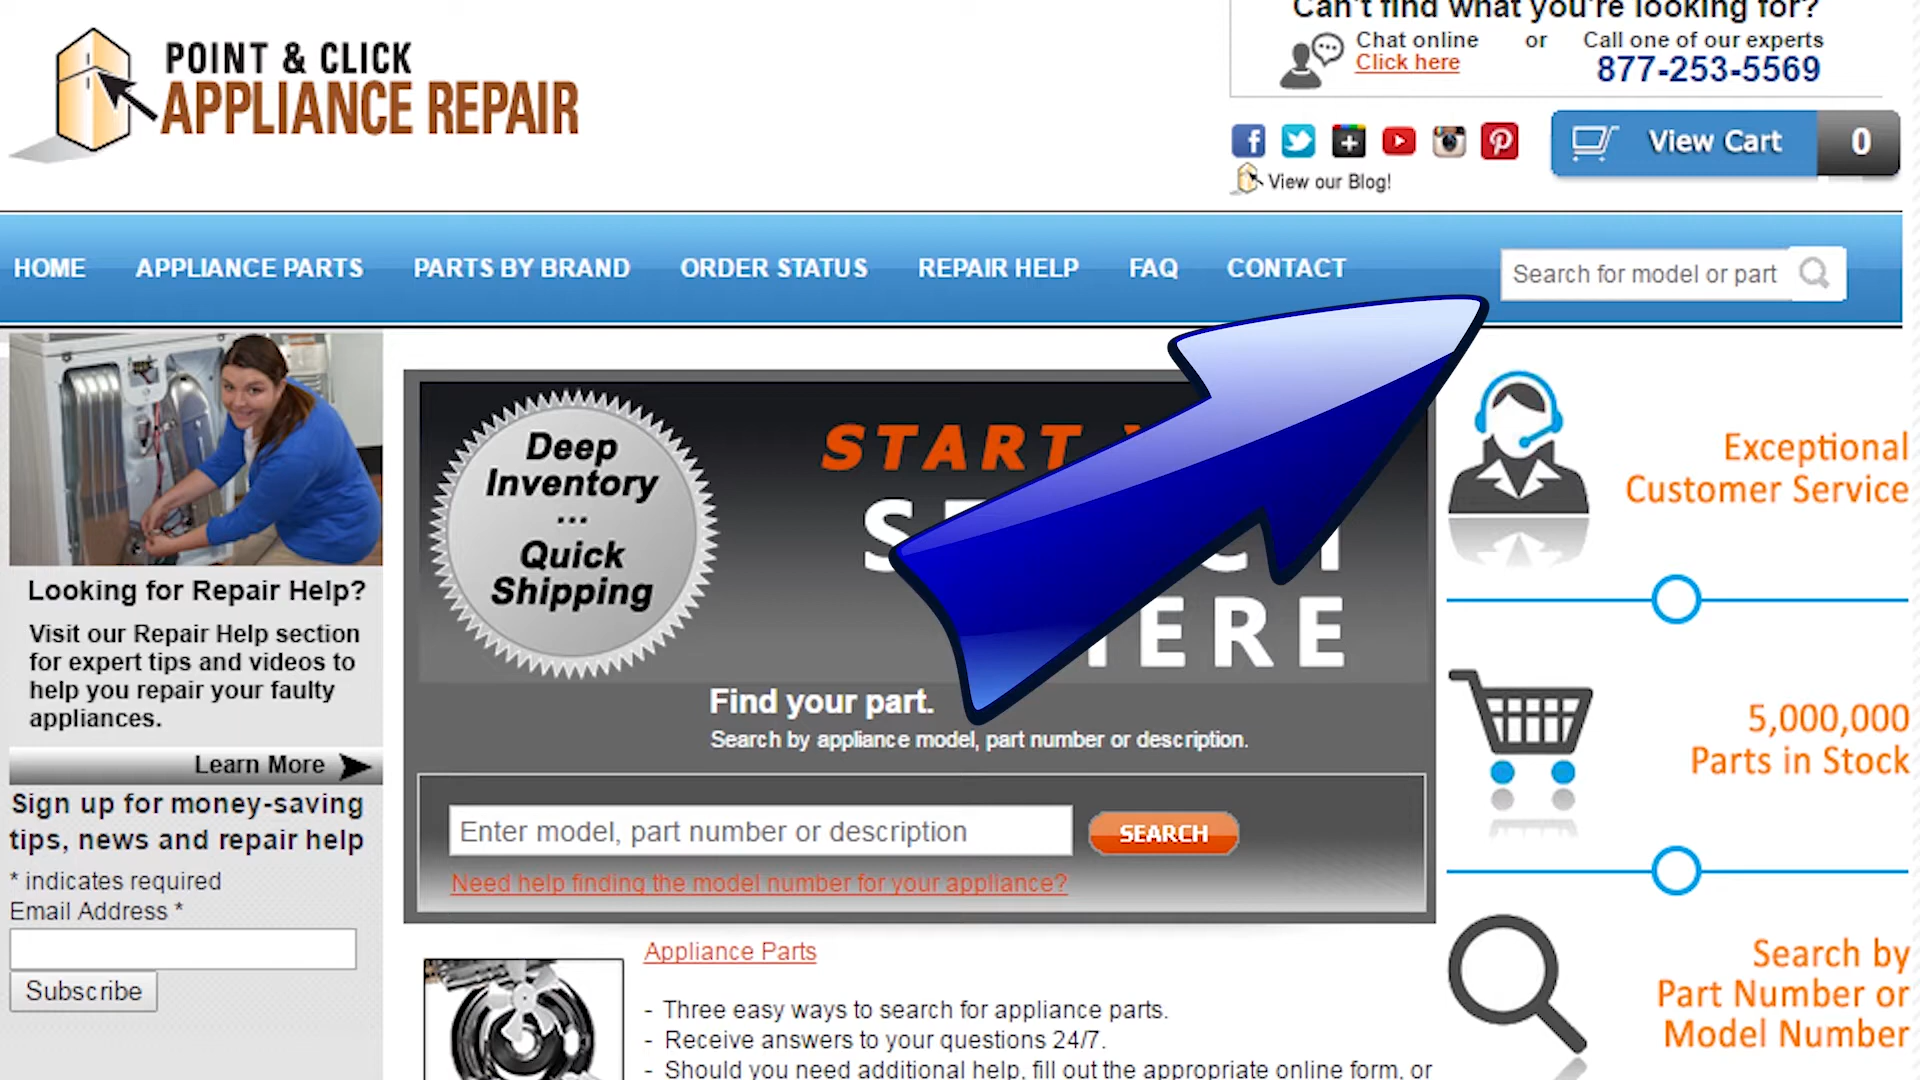 Can't find what you're looking for?
Chat online or Call one of our experts
Click here
877-253-5569
POINT & CLICK
APPLIANCE REPAIR
View Cart 0
View our Blog!
HOME APPLIANCE PARTS PARTS BY BRAND ORDER STATUS REPAIR HELP FAQ CONTACT
Search for model or part
Looking for Repair Help?
Visit our Repair Help section
for expert tips and videos to
help you repair your faulty
appliances.
Learn More
Sign up for money-saving
tips, news and repair help
* indicates required
Email Address *
Subscribe
Deep
Inventory
...
Quick
Shipping
START
Find your part.
Search by appliance model, part number or description.
Enter model, part number or description
SEARCH
Need help finding the model number for your appliance?
Appliance Parts
- Three easy ways to search for appliance parts.
- Receive answers to your questions 24/7.
- Should you need additional help, fill out the appropriate online form, or
Exceptional
Customer Service
5,000,000
Parts in Stock
Search by
Part Number or
Model Number